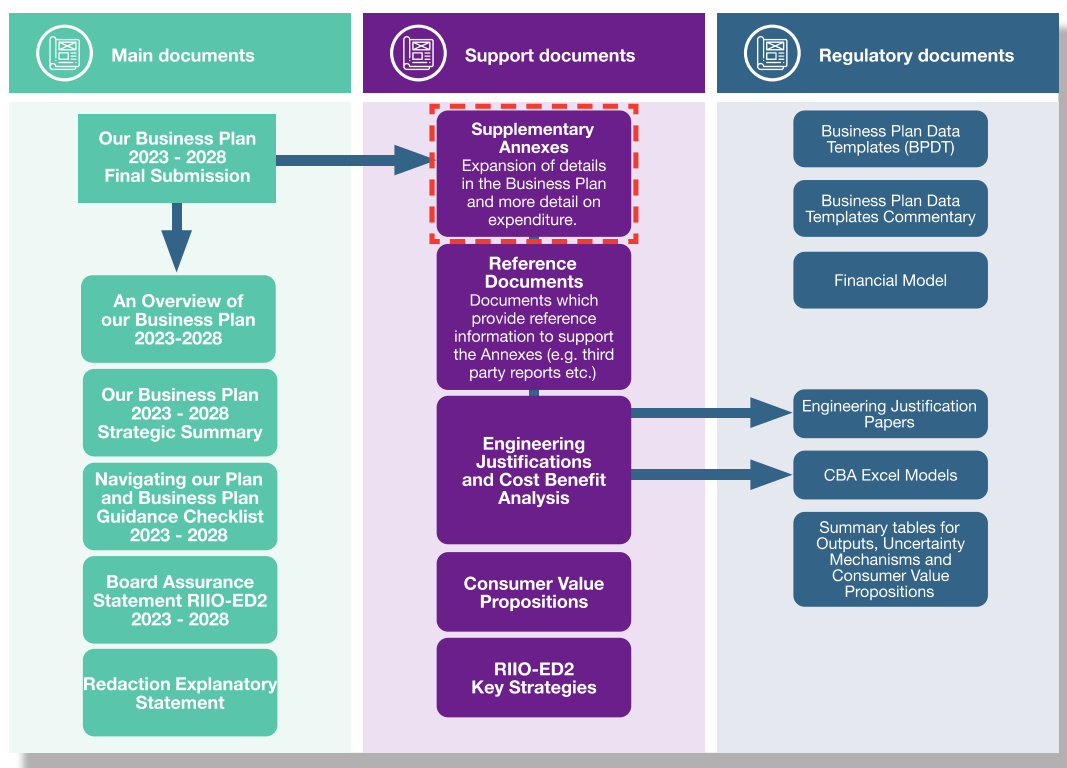 Main documents
Our Business Plan
2023 - 2028
Final Submission
An Overview of
our Business Plan
2023-2028
Our Business Plan
2023 - 2028
Strategic Summary
Navigating our Plan
and Business Plan
Guidance Checklist
2023 - 2028
Board Assurance
Statement RIIO-ED2
2023 - 2028
Redaction Explanatory
Statement
Support documents
Supplementary
Annexes
Expansion of details
in the Business Plan
and more detail on
expenditure.
Reference
Documents
Documents which
provide reference
information to support
the Annexes (e.g. third
party reports etc.)
Engineering
Justifications
and Cost Benefit
Analysis
Consumer Value
Propositions
RIIO-ED2
Key Strategies
Regulatory documents
Business Plan Data
Templates (BPDT)
Business Plan Data
Templates Commentary
Financial Model
Engineering Justification
Papers
CBA Excel Models
Summary tables for
Outputs, Uncertainty
Mechanisms and
Consumer Value
Propositions